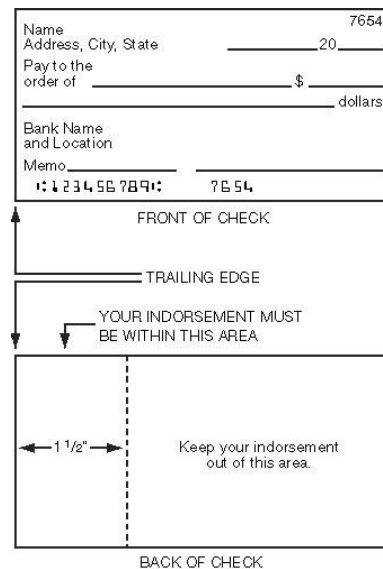 7654
Name
Address, City, State 20
Pay to the
order of $
dollars
Bank Name
and Location
Memo
⑆123456789⑆ 7654
FRONT OF CHECK
TRAILING EDGE
YOUR INDORSEMENT MUST
BE WITHIN THIS AREA
1 1/2"
Keep your indorsement
out of this area.
BACK OF CHECK